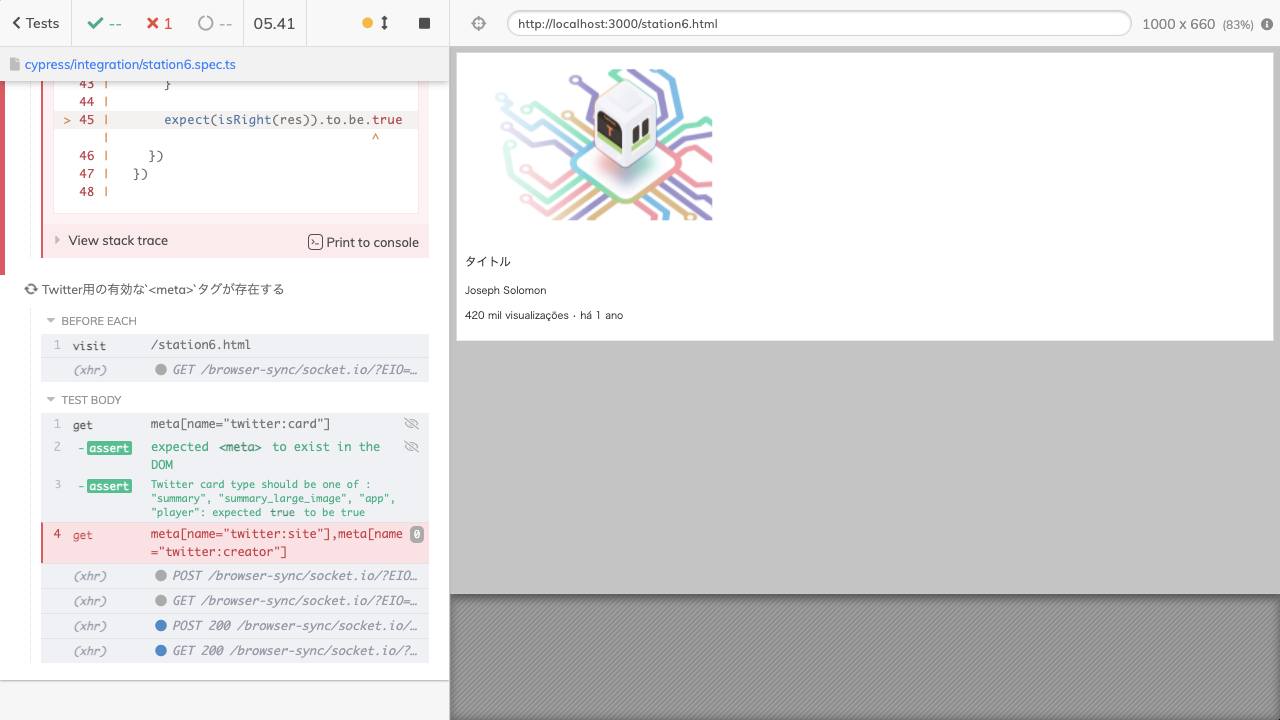 Tests
--
1
--
05.41
http://localhost:3000/station6.html
1000 x 660 (83%)
cypress/integration/station6.spec.ts
43 | }
44 |
> 45 | expect(isRight(res)).to.be.true
| ^
46 | })
47 | })
48 |
View stack trace
Print to console
Twitter用の有効な`<meta>`タグが存在する
BEFORE EACH
1 visit /station6.html
(xhr) GET /browser-sync/socket.io/?EIO=…
TEST BODY
1 get meta[name="twitter:card"]
2 -assert expected <meta> to exist in the
DOM
3 -assert Twitter card type should be one of :
"summary", "summary_large_image", "app",
"player": expected true to be true
4 get meta[name="twitter:site"],meta[name 0
="twitter:creator"]
(xhr) POST /browser-sync/socket.io/?EIO…
(xhr) GET /browser-sync/socket.io/?EIO=…
(xhr) POST 200 /browser-sync/socket.io/…
(xhr) GET 200 /browser-sync/socket.io/?…
タイトル
Joseph Solomon
420 mil visualizações · há 1 ano